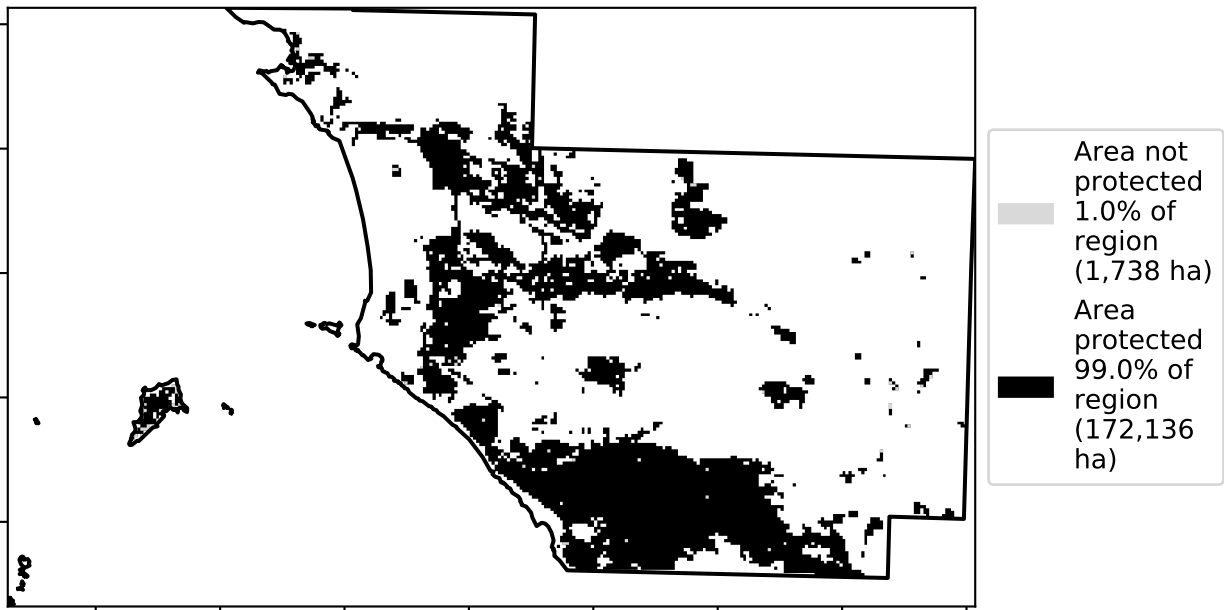 Area not
protected
1.0% of
region
(1,738 ha)
Area
protected
99.0% of
region
(172,136
ha)